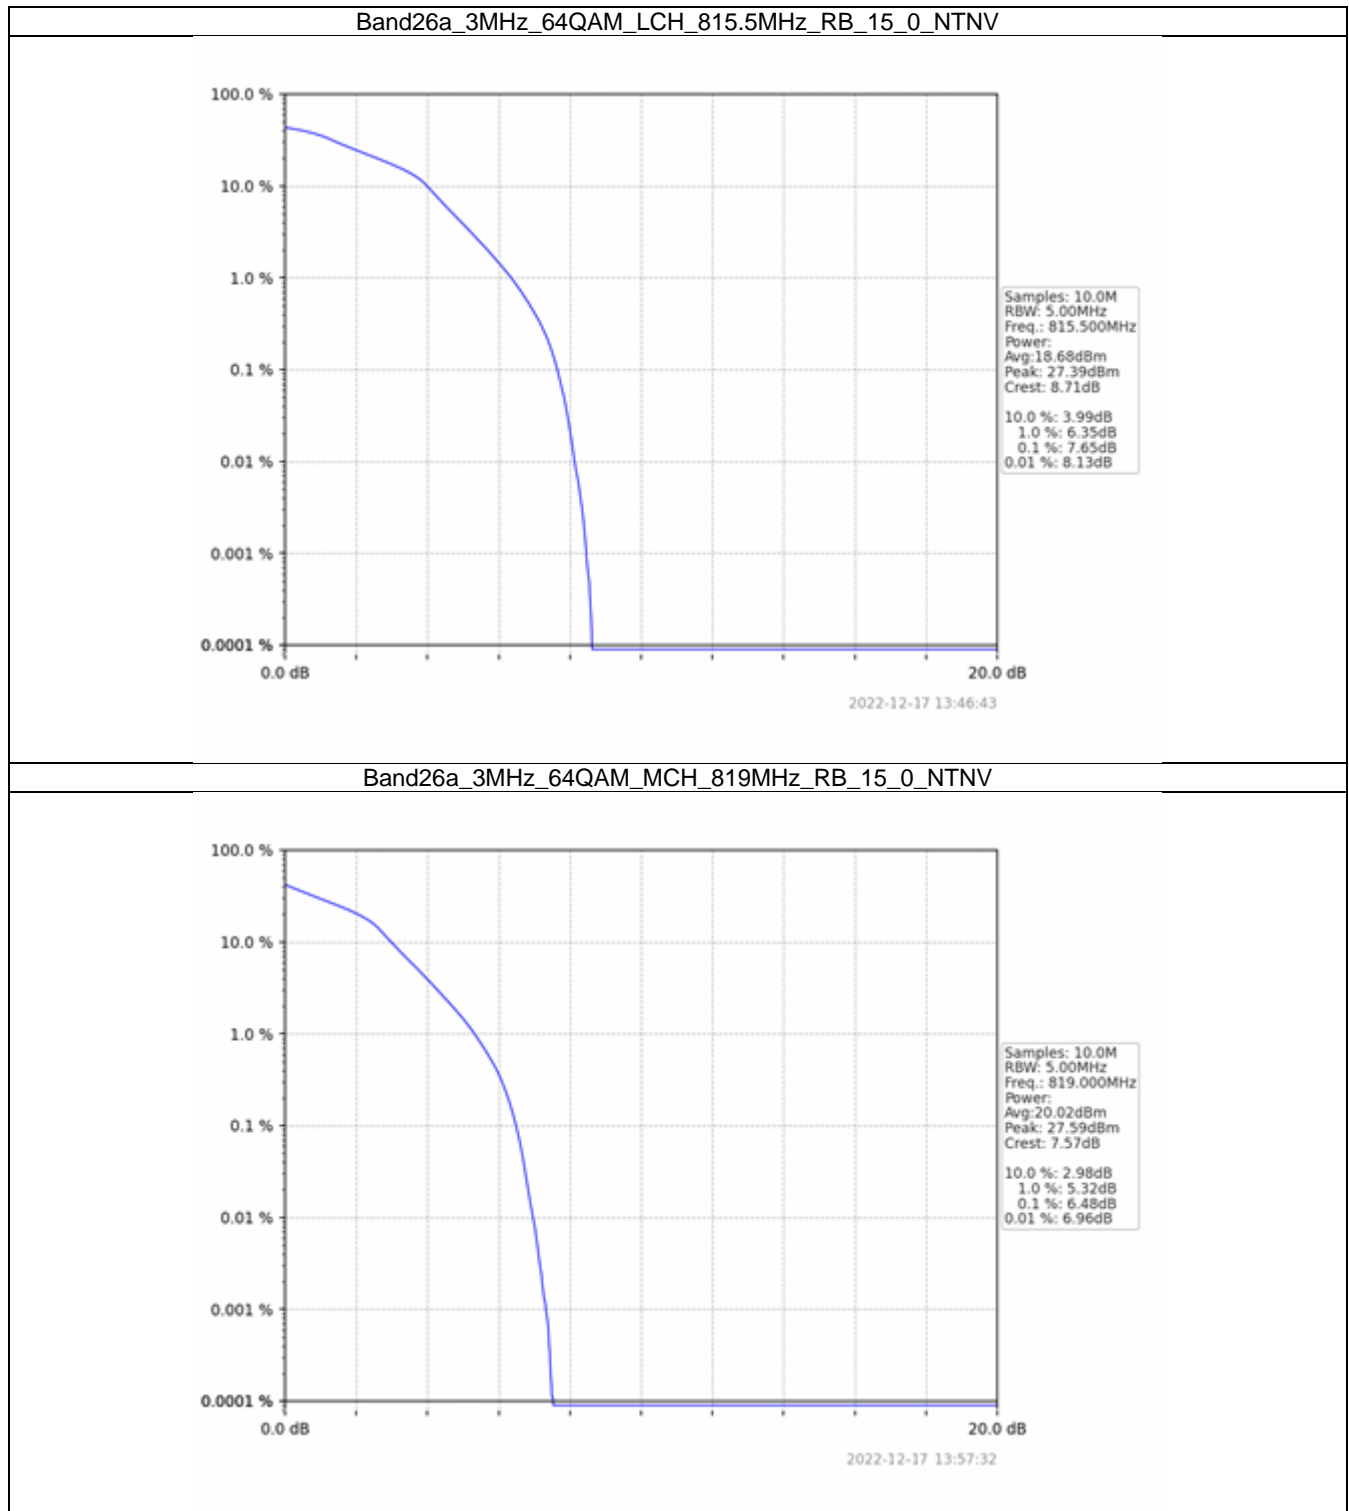 Band26a_3MHz_64QAM_LCH_815.5MHz_RB_15_0_NTNV
100.0 %
10.0 %
1.0 %
0.1 %
0.01 %
0.001 %
0.0001 %
0.0 dB
20.0 dB
Samples: 10.0M
RBW: 5.00MHz
Freq.: 815.500MHz
Power:
Avg:18.68dBm
Peak: 27.39dBm
Crest: 8.71dB
10.0 %: 3.99dB
1.0 %: 6.35dB
0.1 %: 7.65dB
0.01 %: 8.13dB
2022-12-17 13:46:43
Band26a_3MHz_64QAM_MCH_819MHz_RB_15_0_NTNV
100.0 %
10.0 %
1.0 %
0.1 %
0.01 %
0.001 %
0.0001 %
0.0 dB
20.0 dB
Samples: 10.0M
RBW: 5.00MHz
Freq.: 819.000MHz
Power:
Avg:20.02dBm
Peak: 27.59dBm
Crest: 7.57dB
10.0 %: 2.98dB
1.0 %: 5.32dB
0.1 %: 6.48dB
0.01 %: 6.96dB
2022-12-17 13:57:32